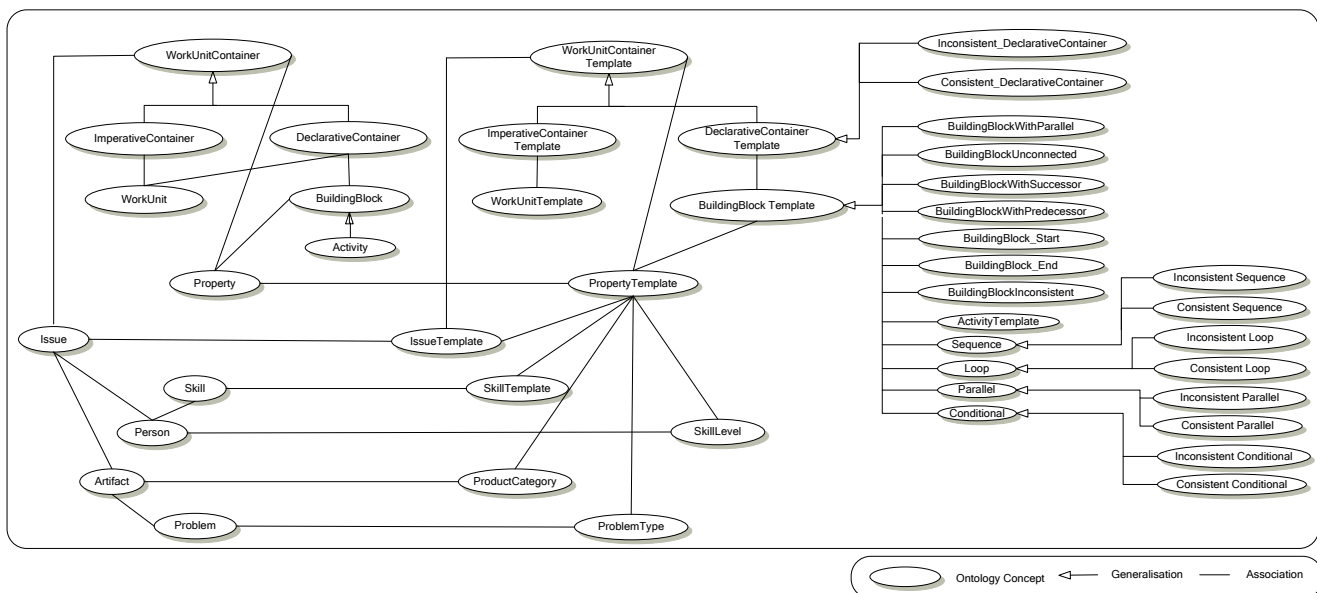 WorkUnitContainer
WorkUnitContainer
Template
Inconsistent_DeclarativeContainer
Consistent_DeclarativeContainer
ImperativeContainer
DeclarativeContainer
ImperativeContainer
Template
DeclarativeContainer
Template
BuildingBlockWithParallel
BuildingBlockUnconnected
BuildingBlockWithSuccessor
BuildingBlockWithPredecessor
WorkUnit
BuildingBlock
WorkUnitTemplate
BuildingBlock Template
Activity
BuildingBlock_Start
BuildingBlock_End
BuildingBlockInconsistent
Property
PropertyTemplate
Inconsistent Sequence
Consistent Sequence
ActivityTemplate
Sequence
Loop
Parallel
Conditional
Inconsistent Loop
Consistent Loop
Inconsistent Parallel
Consistent Parallel
Inconsistent Conditional
Consistent Conditional
Issue
IssueTemplate
Skill
SkillTemplate
Person
SkillLevel
Artifact
ProductCategory
Problem
ProblemType
Ontology Concept
Generalisation
Association